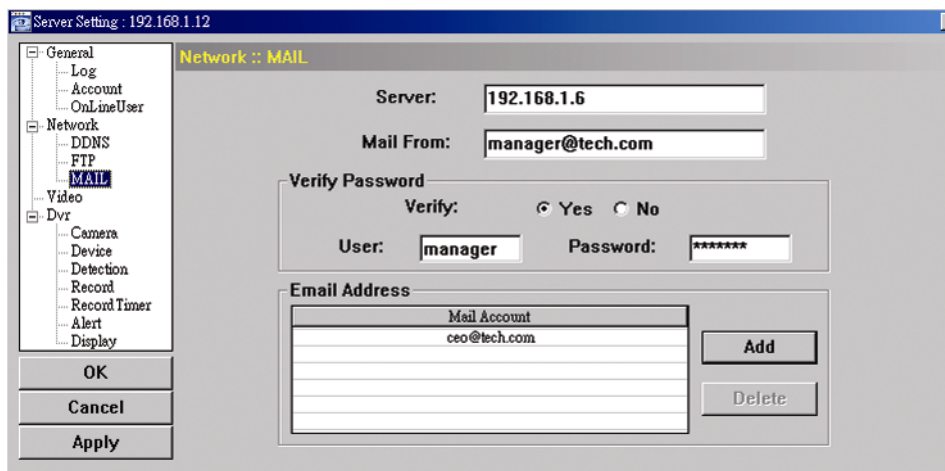 Server Setting : 192.168.1.12
General
Log
Account
OnLineUser
Network
DDNS
FTP
MAIL
Video
Dvr
Camera
Device
Detection
Record
Record Timer
Alert
Display
OK
Cancel
Apply
Network :: MAIL
Server: 192.168.1.6
Mail From: manager@tech.com
Verify Password
Verify: Yes No
User: manager Password: *******
Email Address
Mail Account
ceo@tech.com
Add
Delete